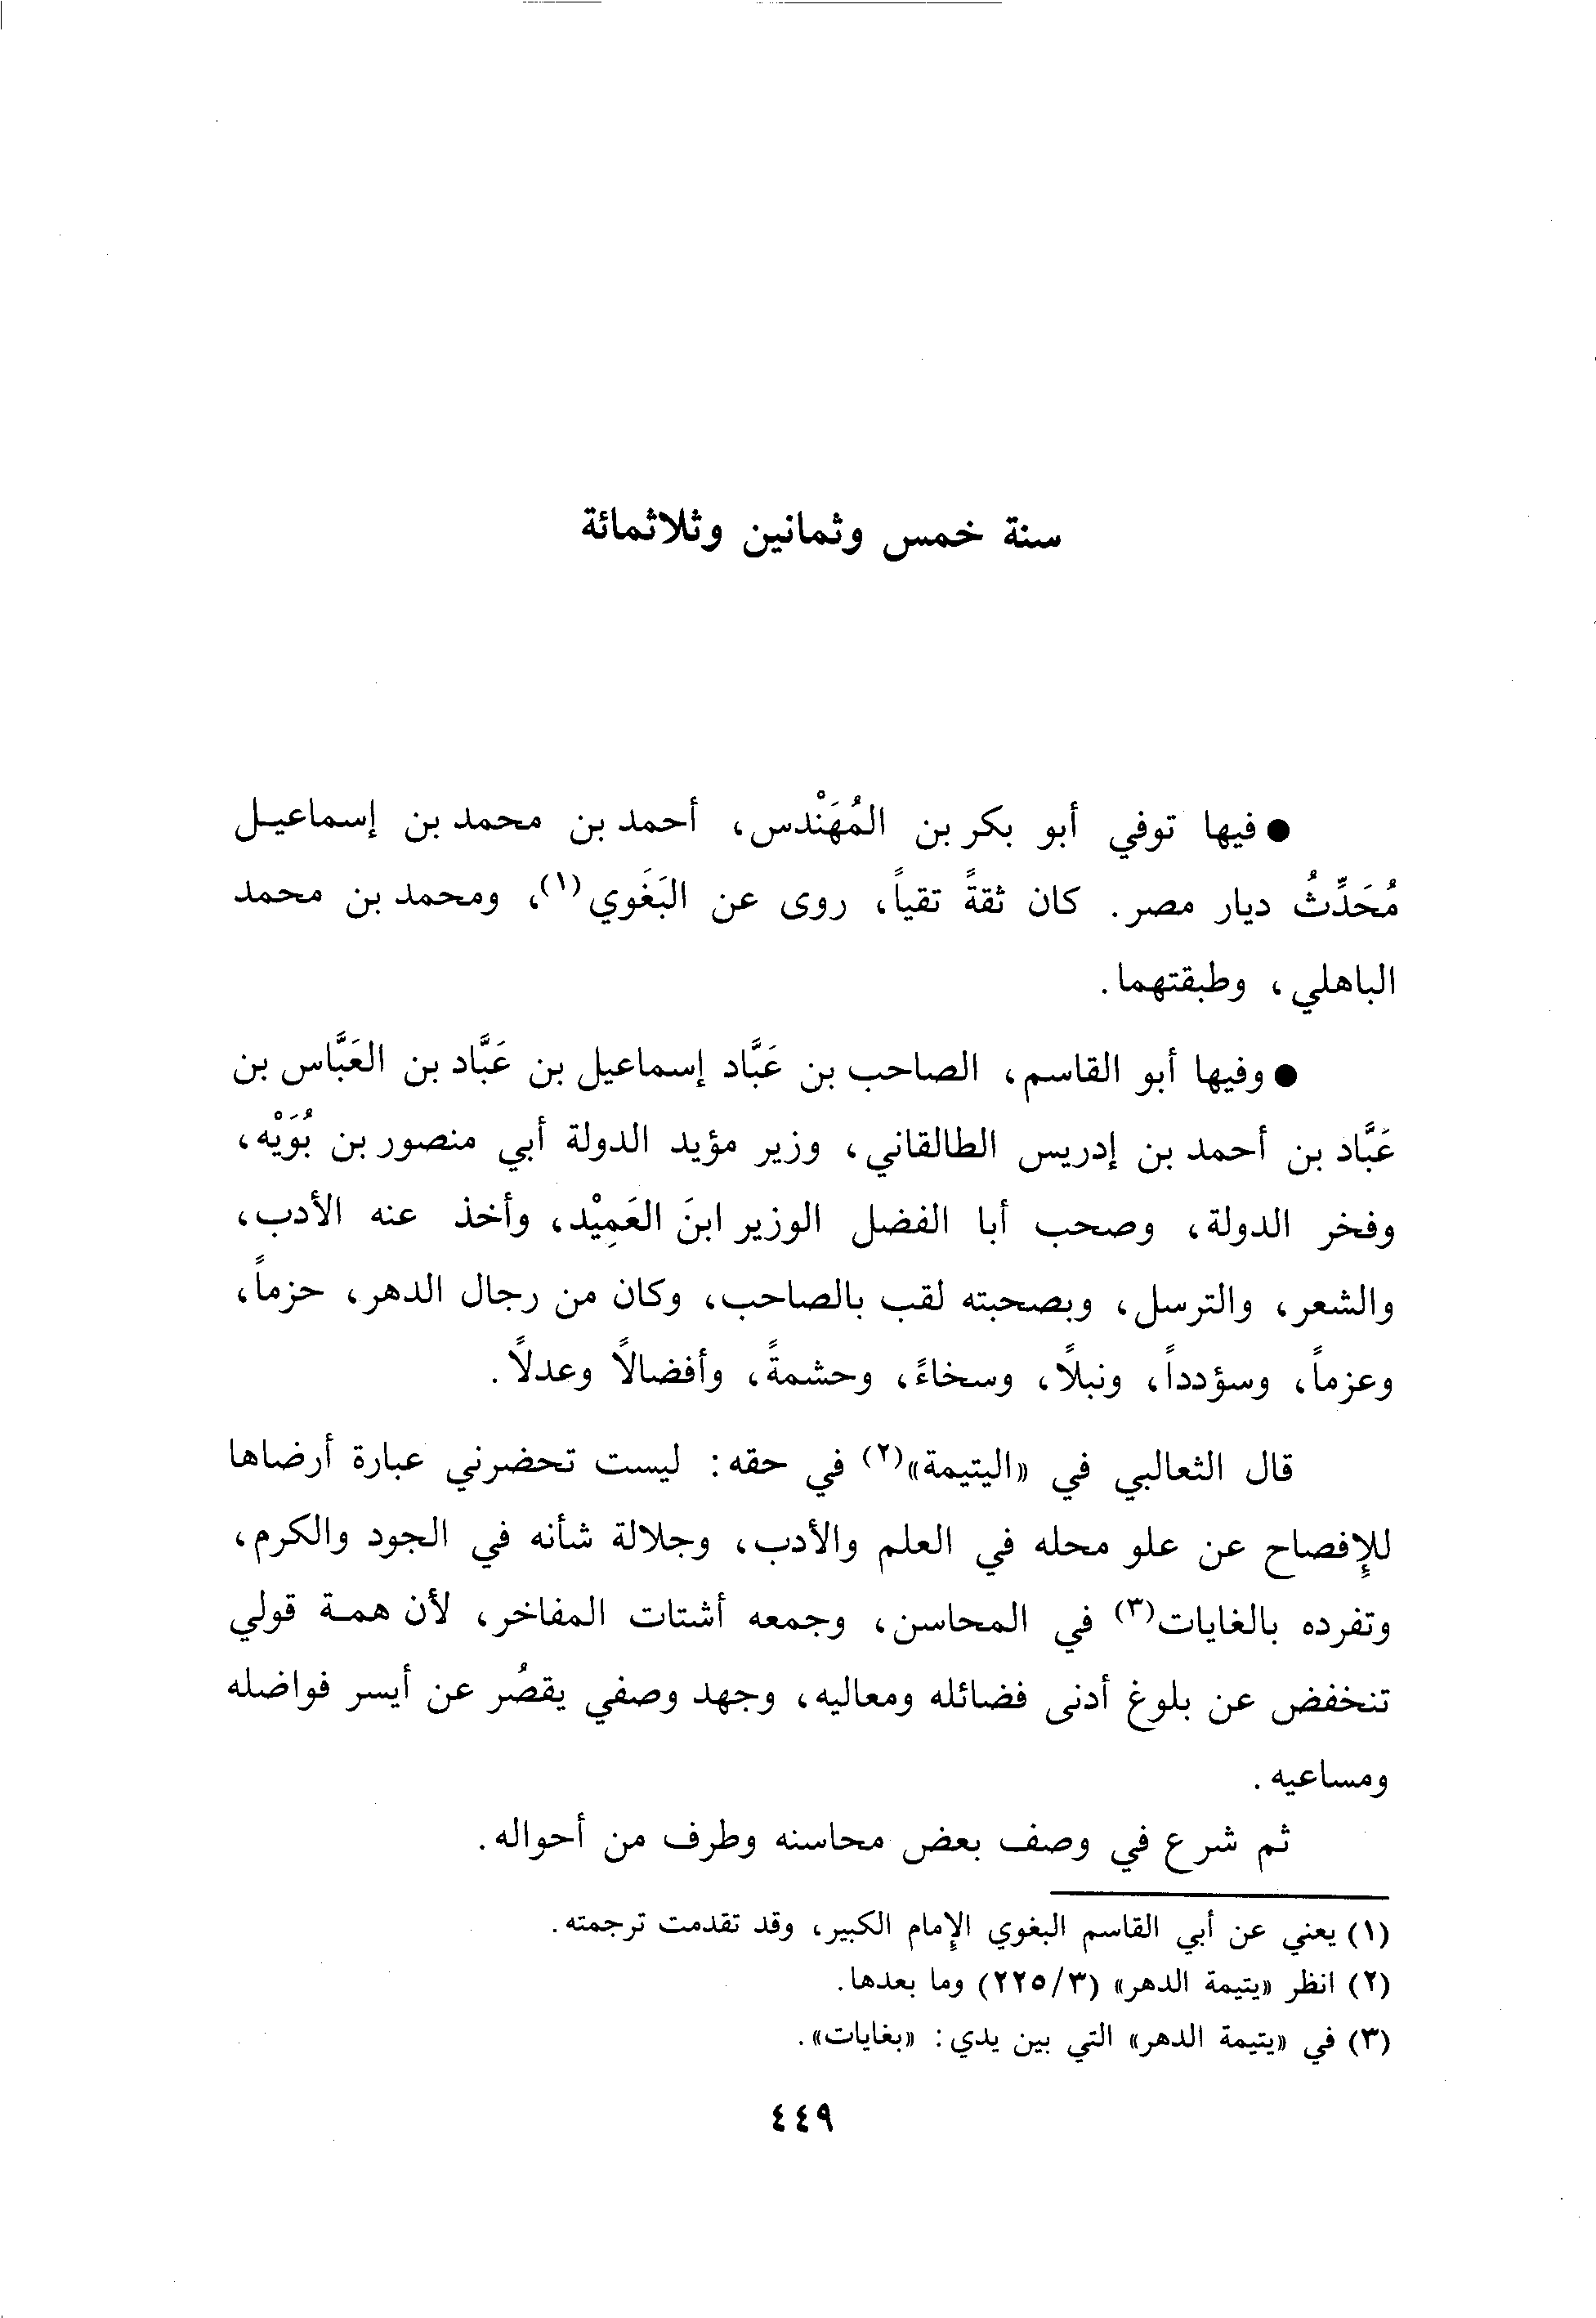 سنة خمس وثمانين وثلاثمائة
● فيها توفي أبو بكر بن المُهَنْدس، أحمد بن محمد بن إسماعيل
مُحَدِّثُ ديار مصر. كان ثقةً تقياً، روى عن البَغَوي(١)، ومحمد بن محمد
الباهلي، وطبقتهما.
● وفيها أبو القاسم، الصاحب بن عَبَّاد إسماعيل بن عَبَّاد بن العَبَّاس بن
عَبَّاد بن أحمد بن إدريس الطالقاني، وزير مؤيد الدولة أبي منصور بن بُوَيْه،
وفخر الدولة، وصحب أبا الفضل الوزير ابنَ العَمِيْد، وأخذ عنه الأدب،
والشعر، والترسل، وبصحبته لقب بالصاحب، وكان من رجال الدهر، حزماً،
وعزماً، وسؤدداً، ونبلاً، وسخاءً، وحشمةً، وأفضالاً وعدلاً.
قال الثعالبي في «اليتيمة»(٢) في حقه: ليست تحضرني عبارة أرضاها
للإِفصاح عن علو محله في العلم والأدب، وجلالة شأنه في الجود والكرم،
وتفرده بالغايات(٣) في المحاسن، وجمعه أشتات المفاخر، لأن همة قولي
تنخفض عن بلوغ أدنى فضائله ومعاليه، وجهد وصفي يقصُر عن أيسر فواضله
ومساعيه.
ثم شرع في وصف بعض محاسنه وطرف من أحواله.
(١) يعني عن أبي القاسم البغوي الإِمام الكبير، وقد تقدمت ترجمته.
(٢) انظر «يتيمة الدهر» (٢٢٥/٣) وما بعدها.
(٣) في «يتيمة الدهر» التي بين يدي: «بغايات».
٤٤٩